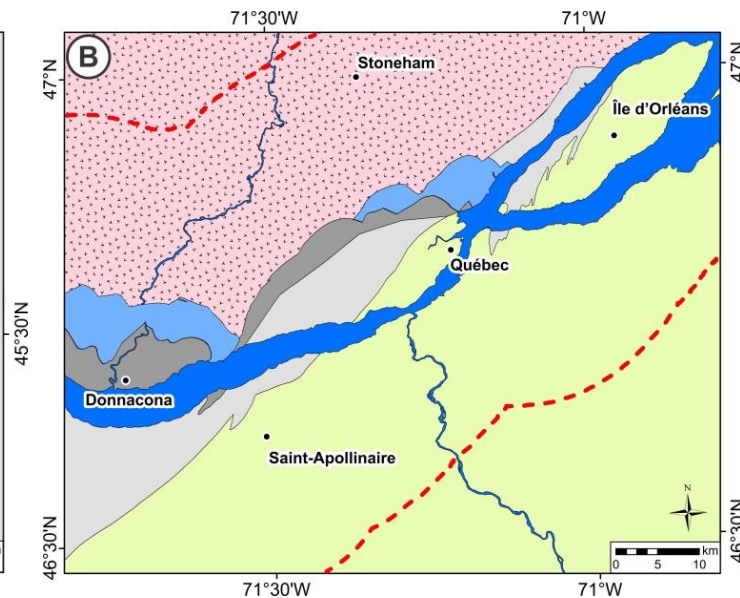 71°30'W
71°W
B
Stoneham
47°N
47°N
Île d'Orléans
Québec
45°30'N
Donnacona
Saint-Apollinaire
N
km
0 5 10
46°30'N
46°30'N
71°30'W
71°W